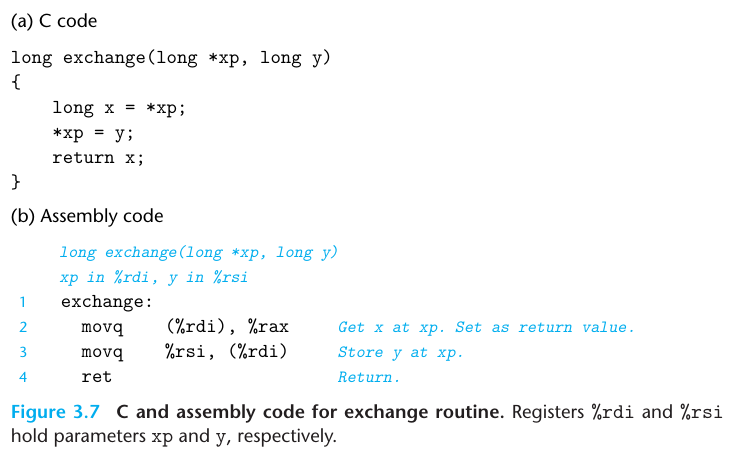 (a) C code
long exchange(long *xp, long y)
{
    long x = *xp;
    *xp = y;
    return x;
}
(b) Assembly code
long exchange(long *xp, long y)
xp in %rdi, y in %rsi
1 exchange:
2 movq (%rdi), %rax Get x at xp. Set as return value.
3 movq %rsi, (%rdi) Store y at xp.
4 ret Return.
Figure 3.7 C and assembly code for exchange routine. Registers %rdi and %rsi
hold parameters xp and y, respectively.